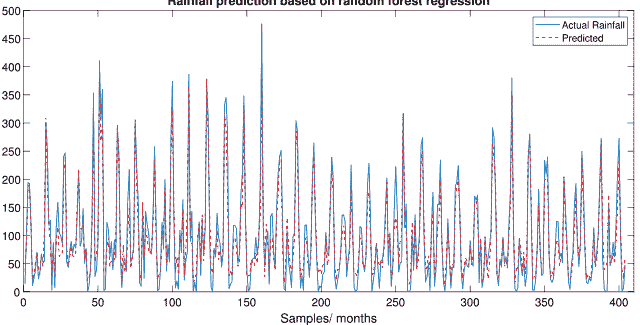 Rainfall prediction based on random forest regression
500
450
400
350
300
250
200
150
100
50
0
Actual Rainfall
Predicted
0 50 100 150 200 250 300 350 400
Samples/ months